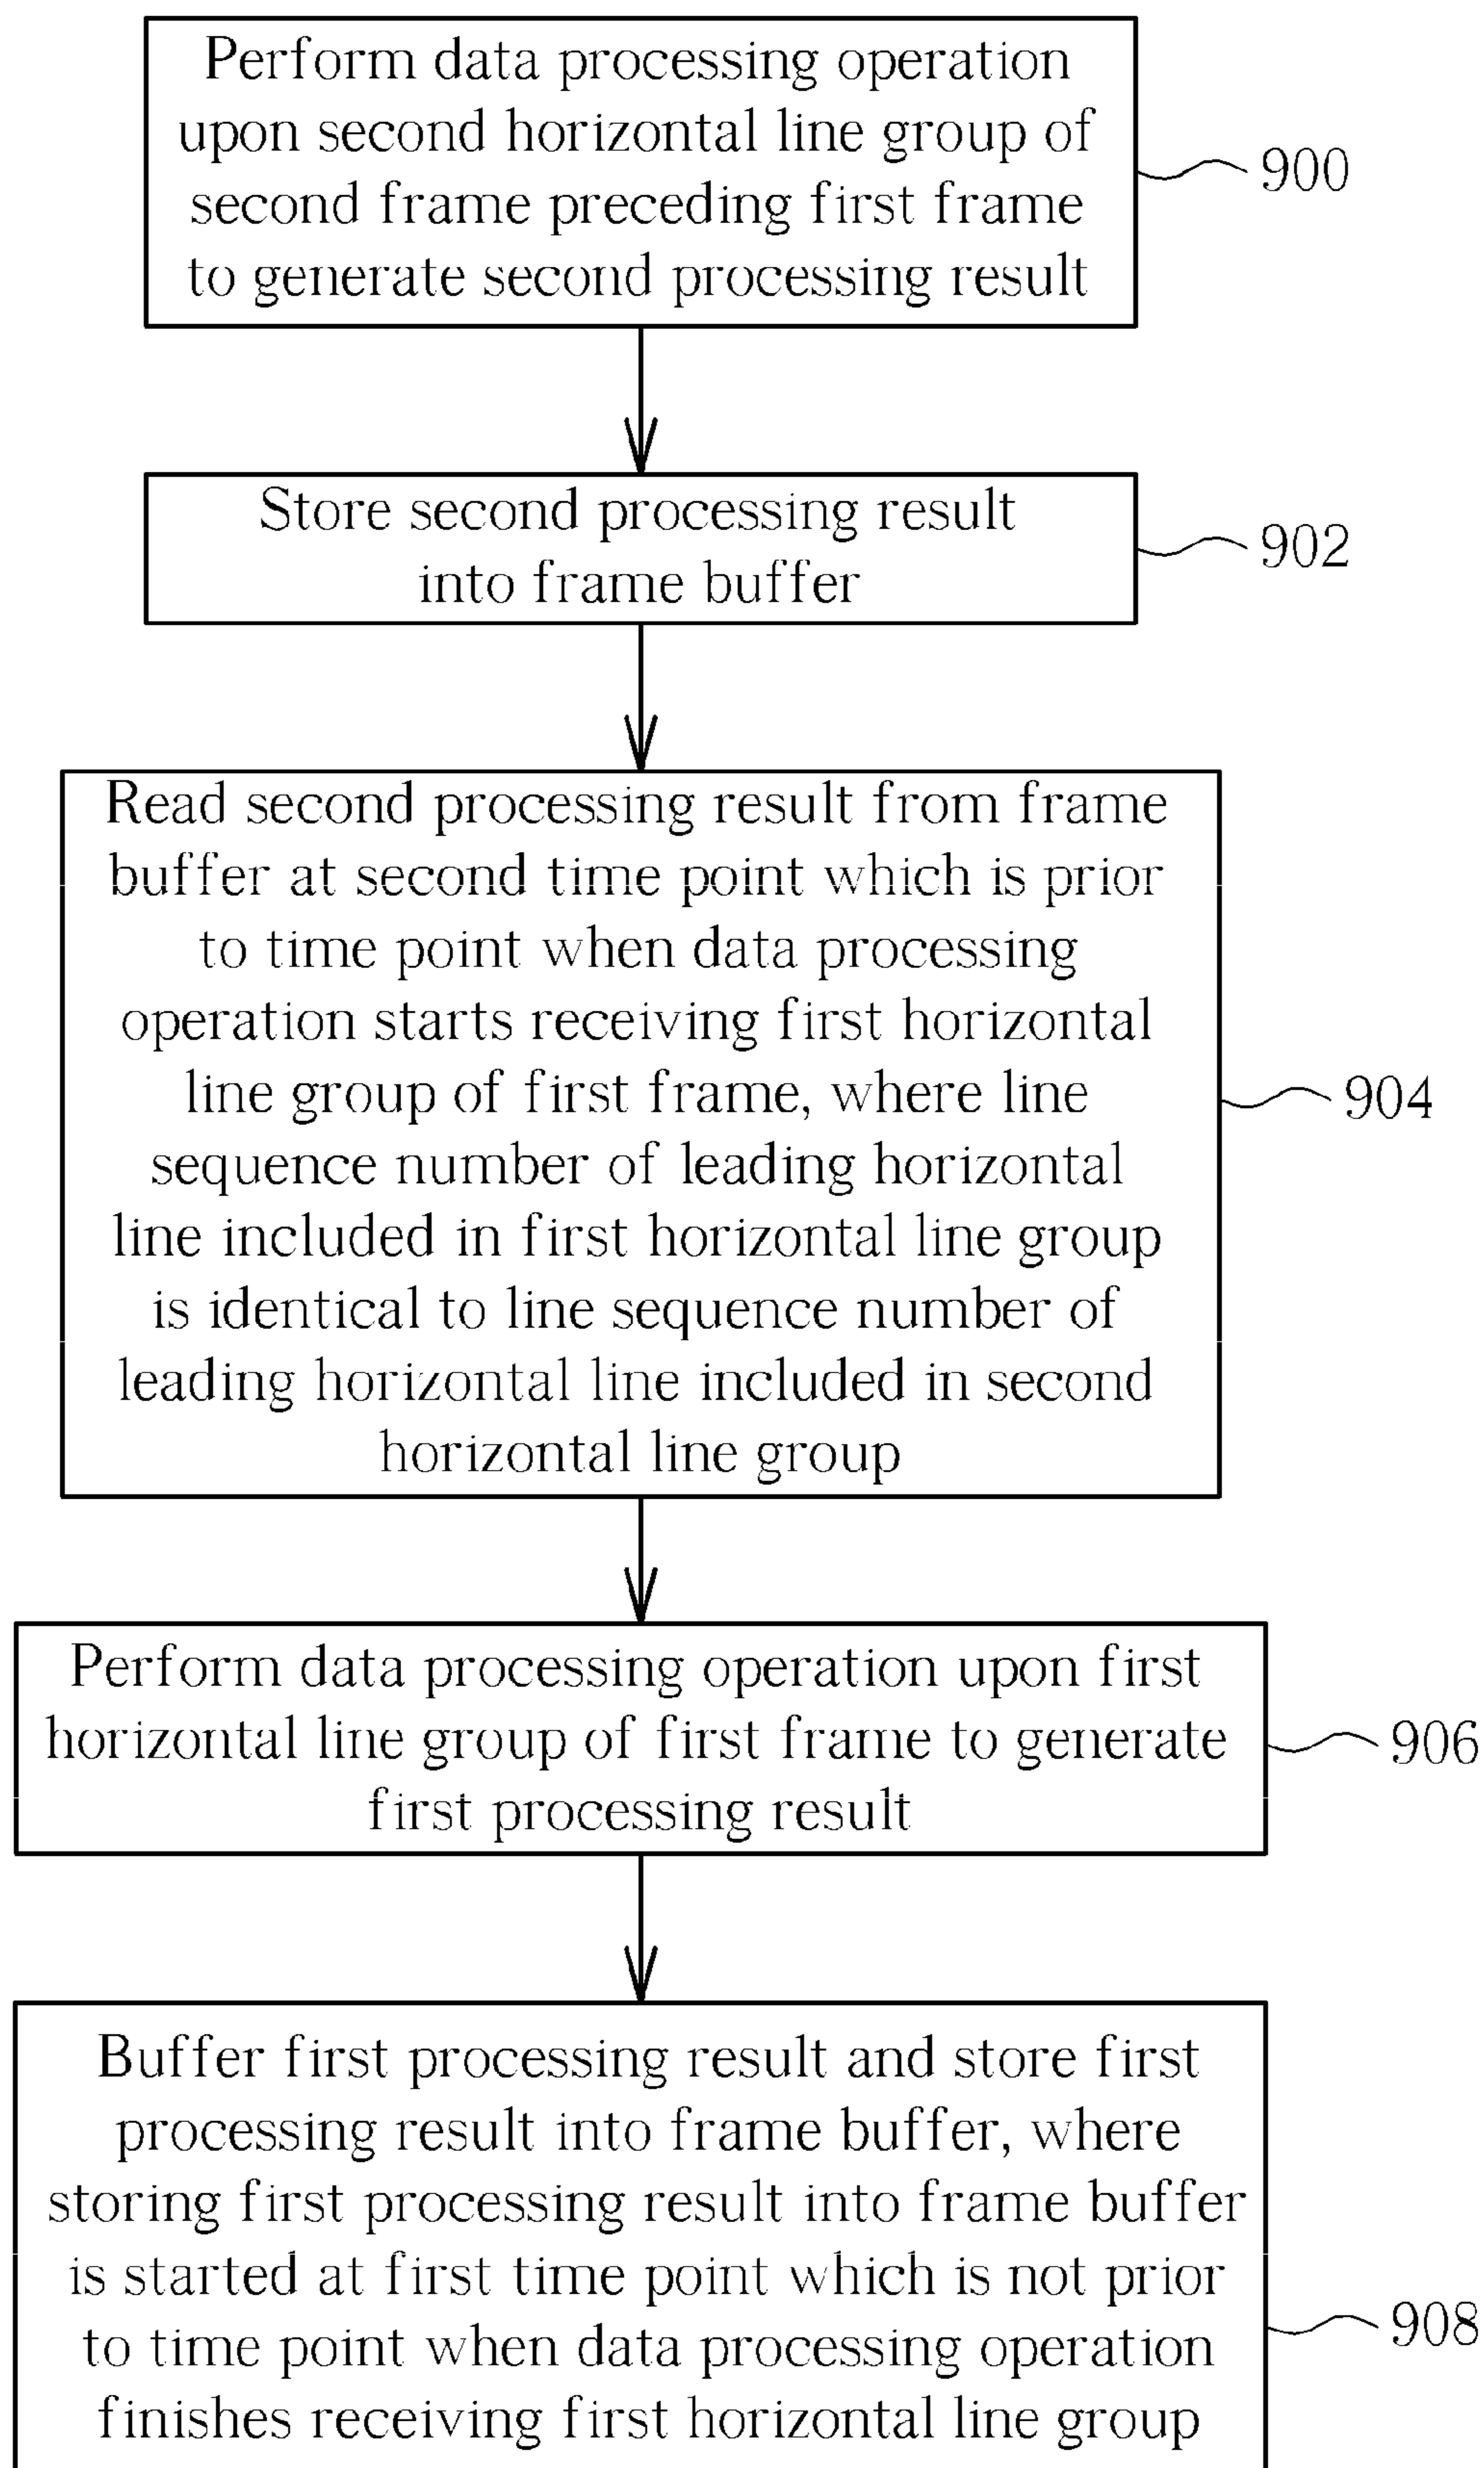 Perform data processing operation
upon second horizontal line group of
second frame preceding first frame
to generate second processing result
900
Store second processing result
into frame buffer
902
Read second processing result from frame
buffer at second time point which is prior
to time point when data processing
operation starts receiving first horizontal
line group of first frame, where line
sequence number of leading horizontal
line included in first horizontal line group
is identical to line sequence number of
leading horizontal line included in second
horizontal line group
904
Perform data processing operation upon first
horizontal line group of first frame to generate
first processing result
906
Buffer first processing result and store first
processing result into frame buffer, where
storing first processing result into frame buffer
is started at first time point which is not prior
to time point when data processing operation
finishes receiving first horizontal line group
908